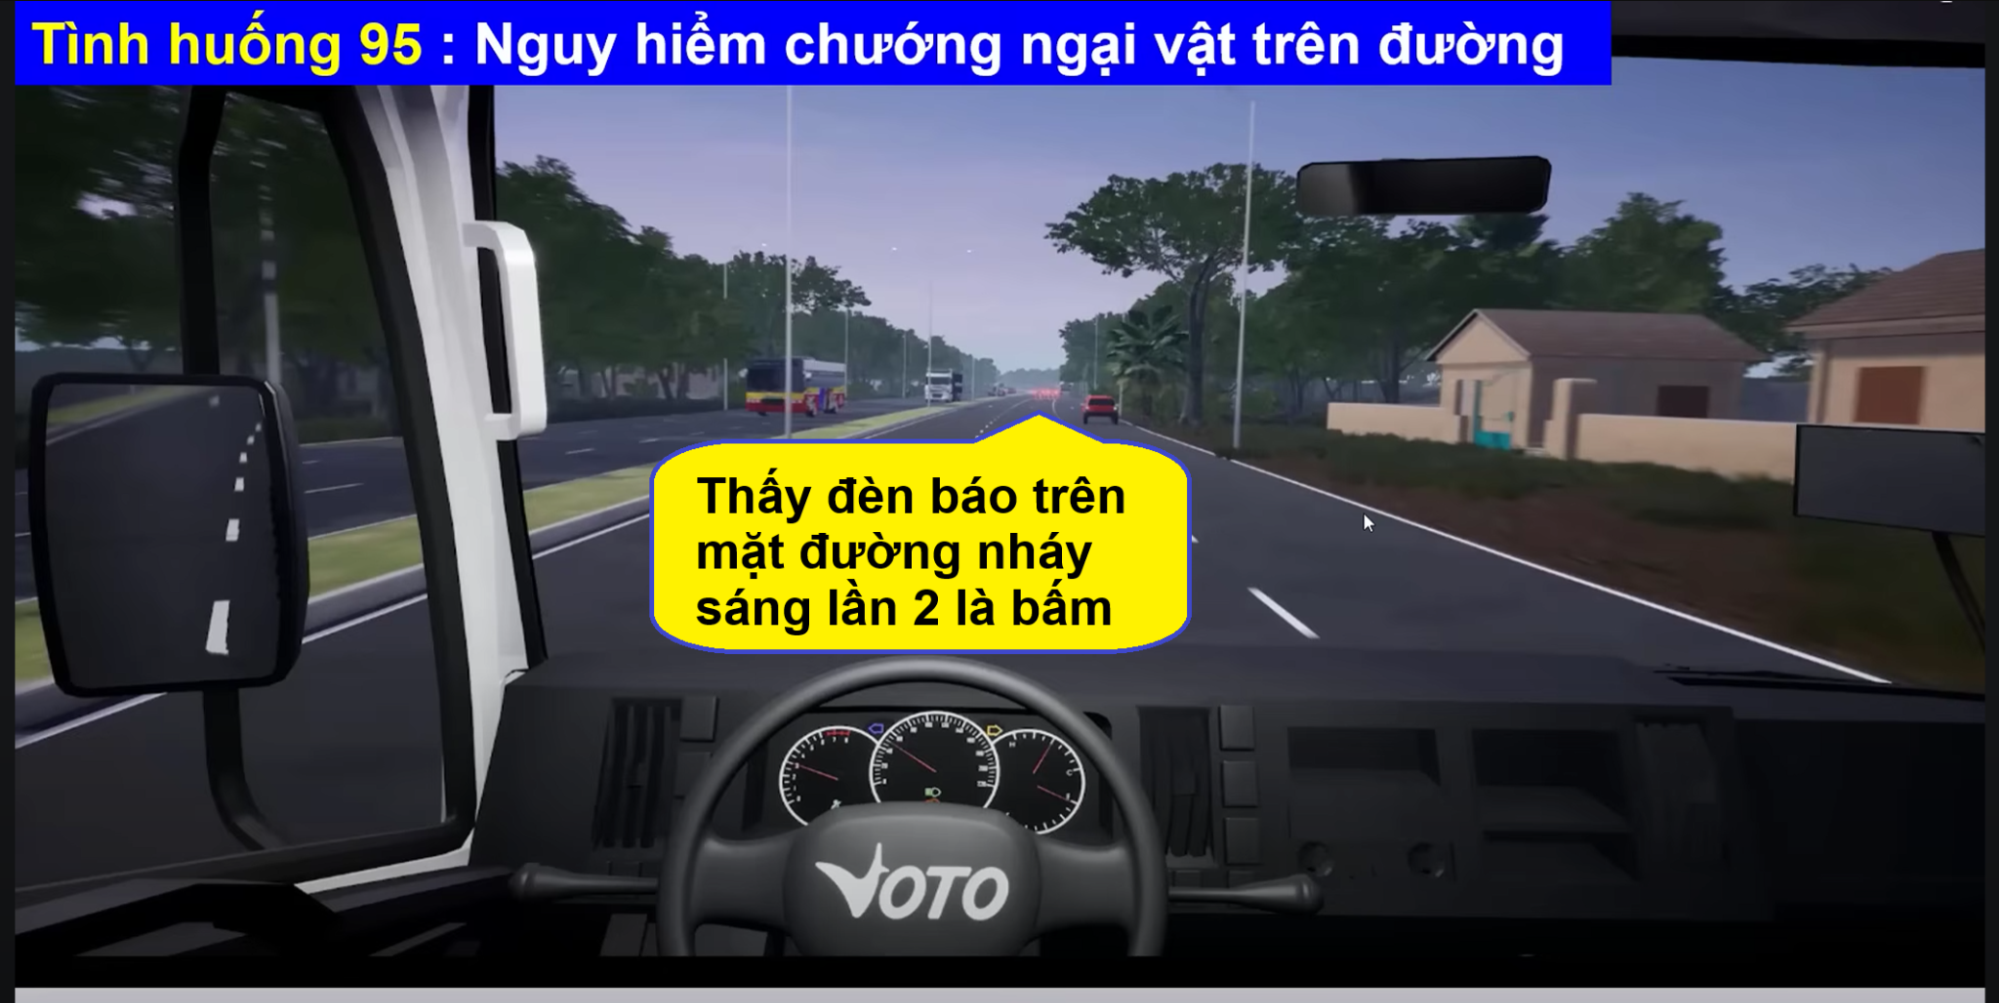 Tình huống 95 : Nguy hiểm chướng ngại vật trên đường
Thấy đèn báo trên
mặt đường nháy
sáng lần 2 là bấm
VOTO